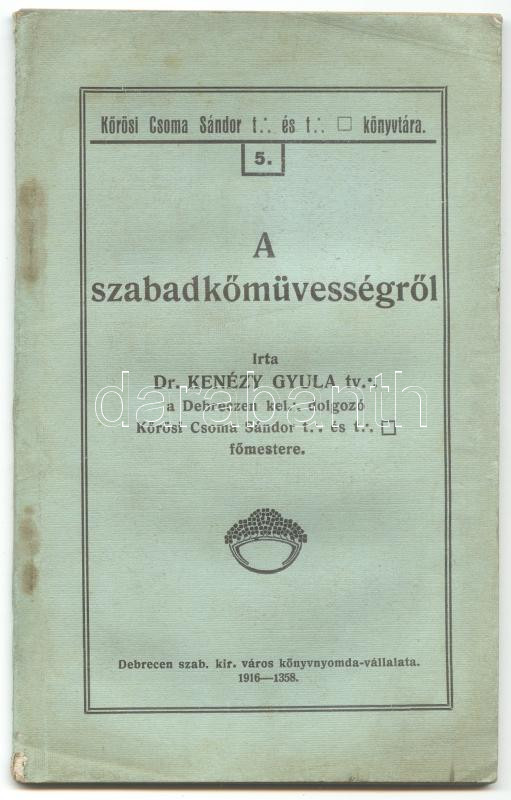 Kőrösi Csoma Sándor t∴ és t∴ □ könyvtára.
5.
A
szabadkőmüvességről
Irta
Dr. KENÉZY GYULA tv∴
a Debreczen kel∴ dolgozó
Kőrösi Csoma Sándor t∴ és t∴ □
főmestere.
darabanth
Debrecen szab. kir. város könyvnyomda-vállalata.
1916—1358.